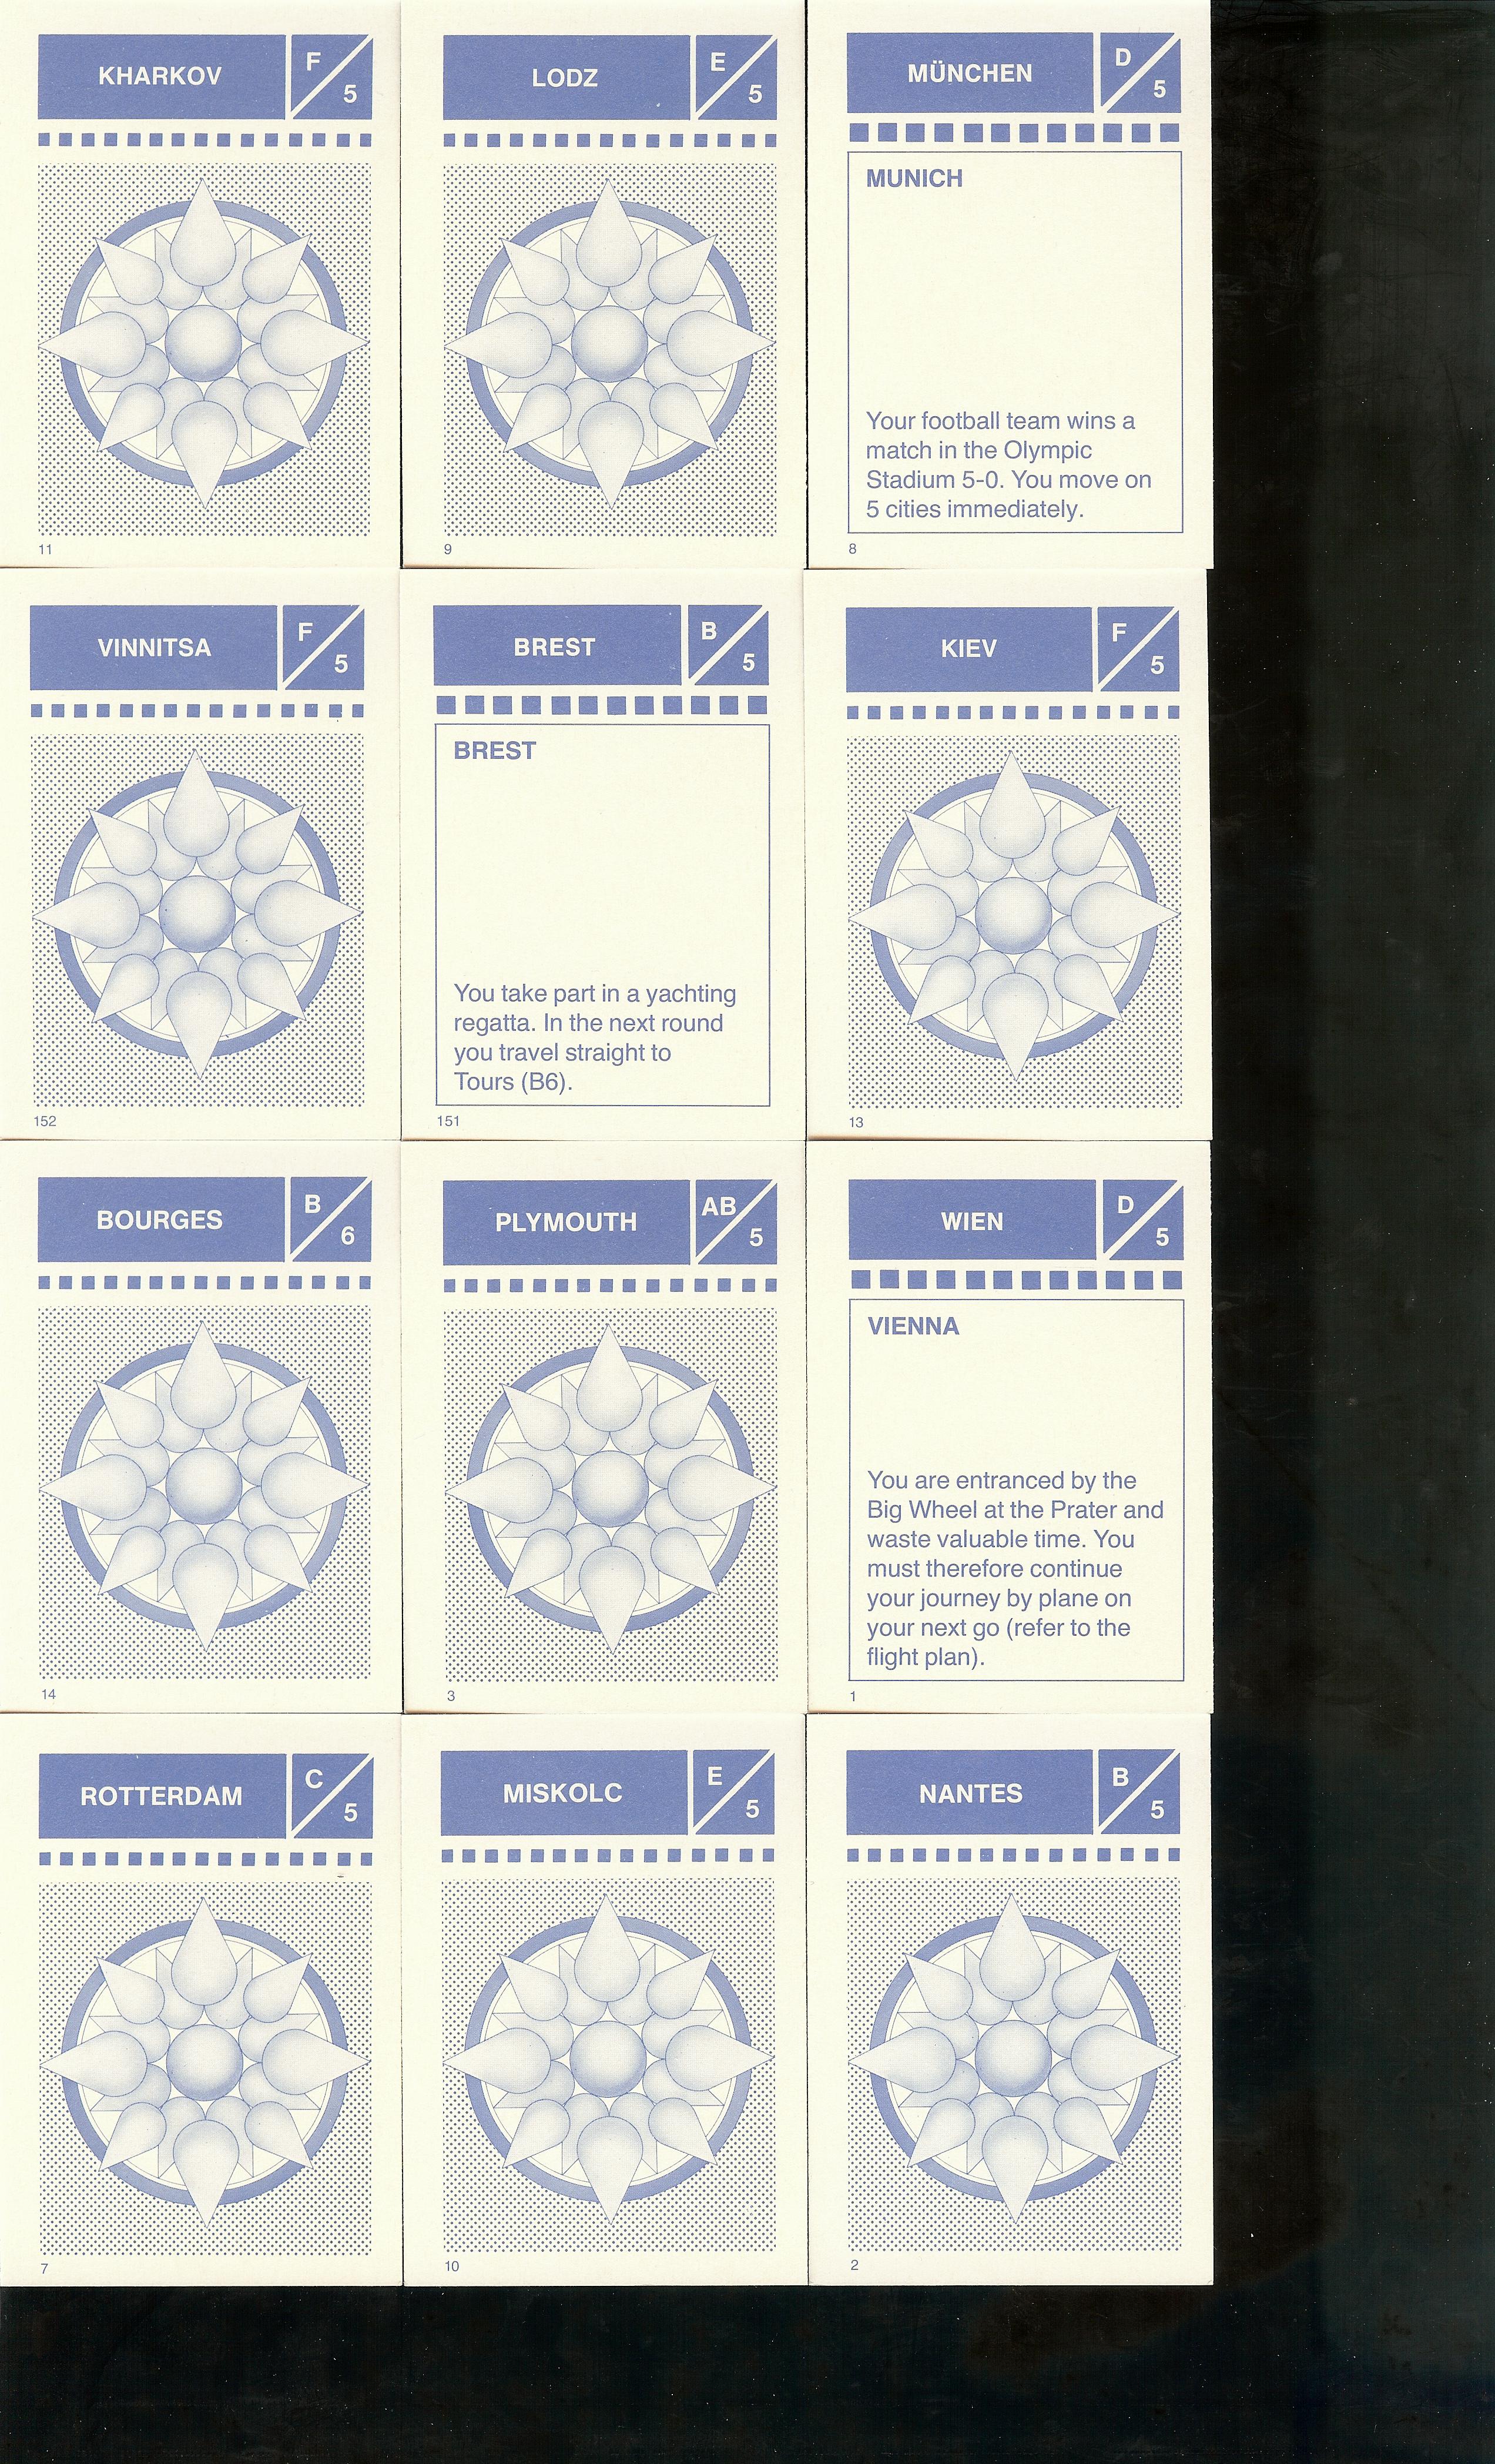 KHARKOV
F
5
11
LODZ
E
5
9
MÜNCHEN
D
5
MUNICH
Your football team wins a
match in the Olympic
Stadium 5-0. You move on
5 cities immediately.
8
VINNITSA
F
5
152
BREST
B
5
BREST
You take part in a yachting
regatta. In the next round
you travel straight to
Tours (B6).
151
KIEV
F
5
13
BOURGES
B
6
14
PLYMOUTH
AB
5
3
WIEN
D
5
VIENNA
You are entranced by the
Big Wheel at the Prater and
waste valuable time. You
must therefore continue
your journey by plane on
your next go (refer to the
flight plan).
1
ROTTERDAM
C
5
7
MISKOLC
E
5
10
NANTES
B
5
2